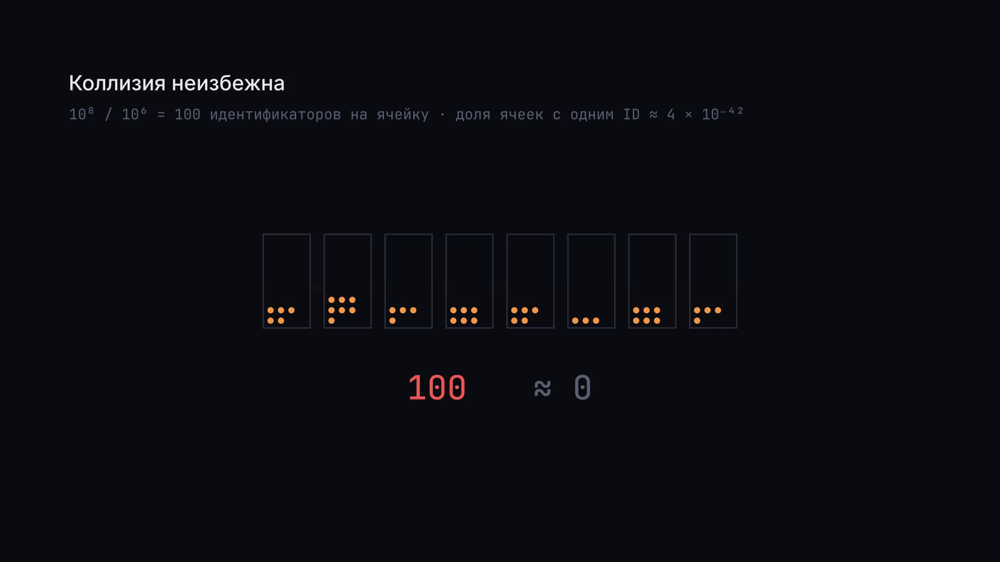 Коллизия неизбежна
10⁸ / 10⁶ = 100 идентификаторов на ячейку · доля ячеек с одним ID ≈ 4 × 10⁻⁴²
100 ≈ 0